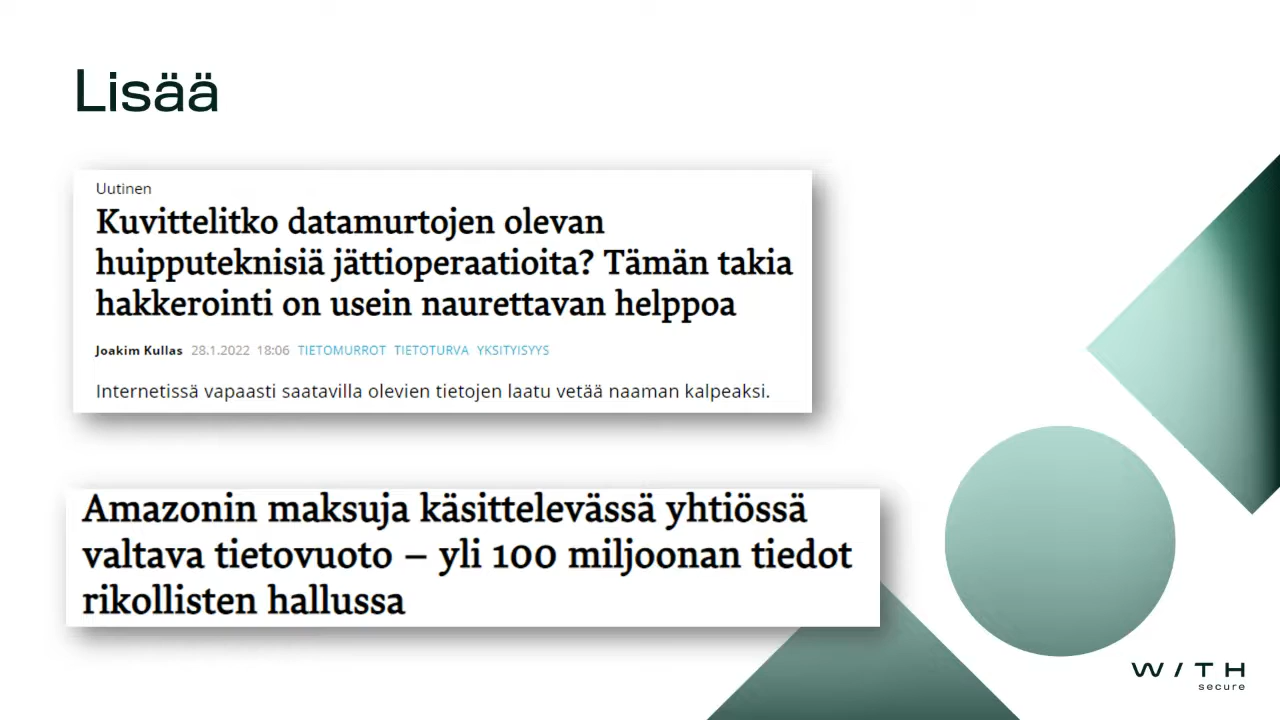 Lisää
Uutinen
Kuvittelitko datamurtojen olevan
huipputeknisiä jättioperaatioita? Tämän takia
hakkerointi on usein naurettavan helppoa
Joakim Kullas 28.1.2022 18:06 TIETOMURROT TIETOTURVA YKSITYISYYS
Internetissä vapaasti saatavilla olevien tietojen laatu vetää naaman kalpeaksi.
Amazonin maksuja käsittelevässä yhtiössä
valtava tietovuoto – yli 100 miljoonan tiedot
rikollisten hallussa
W / T H
secure